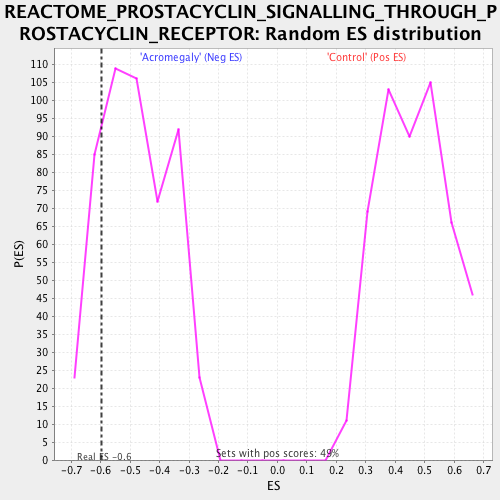 REACTOME_PROSTACYCLIN_SIGNALLING_THROUGH_P
ROSTACYCLIN_RECEPTOR: Random ES distribution
'Acromegaly' (Neg ES)
'Control' (Pos ES)
110
105
100
95
90
85
80
75
70
65
60
55
50
45
40
35
30
25
20
15
10
5
0
P(ES)
Real ES -0.6
Sets with pos scores: 49%
-0.7 -0.6 -0.5 -0.4 -0.3 -0.2 -0.1 0.0 0.1 0.2 0.3 0.4 0.5 0.6 0.7
ES